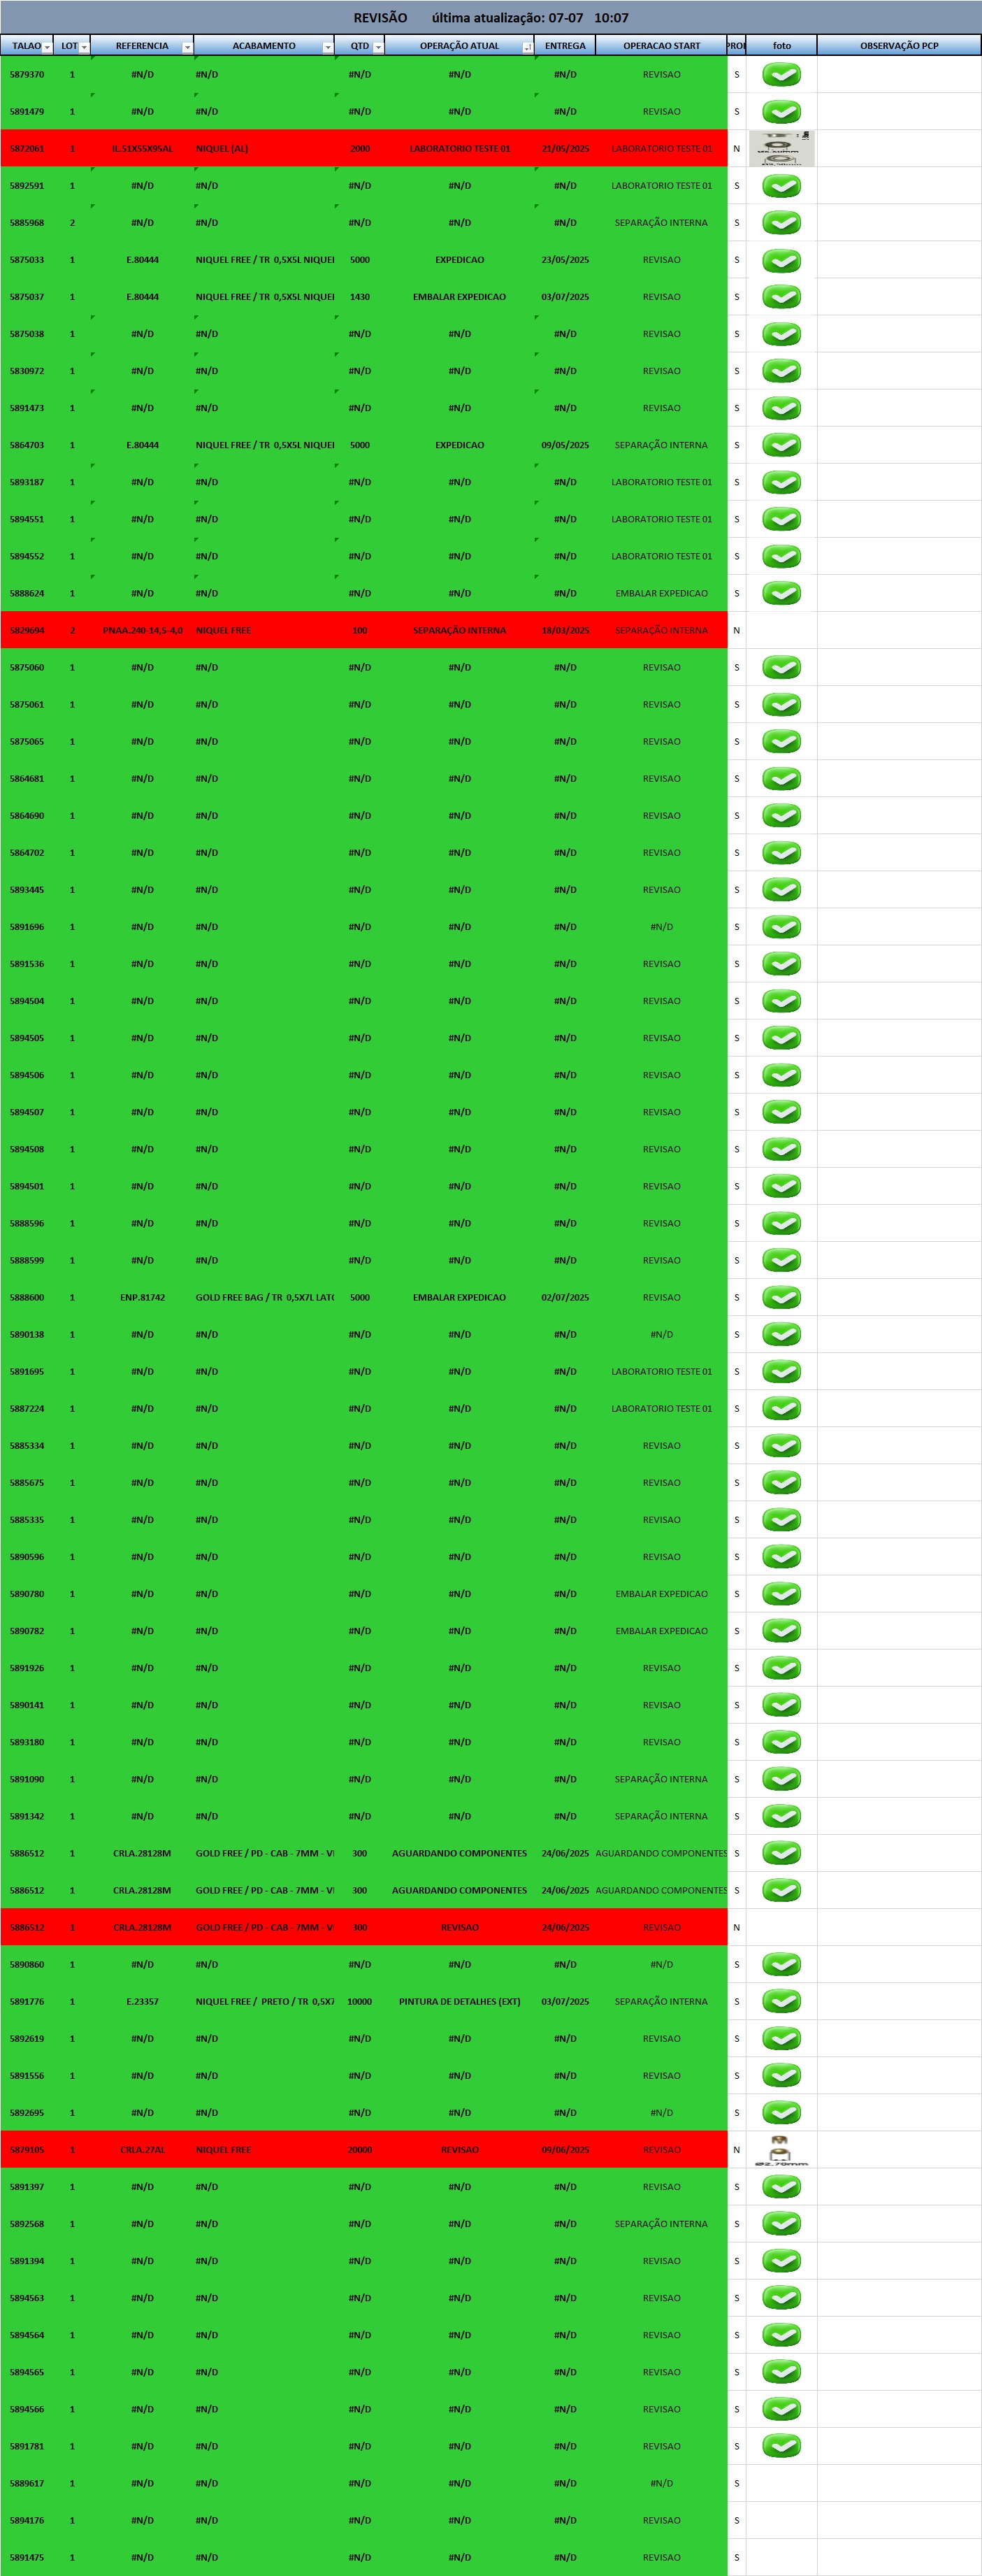 REVISÃO última atualização: 07-07 10:07
TALAO LOT REFERENCIA ACABAMENTO QTD OPERAÇÃO ATUAL ENTREGA OPERACAO START PRO foto OBSERVAÇÃO PCP
5879370 1 #N/D #N/D #N/D #N/D #N/D REVISAO S
5891479 1 #N/D #N/D #N/D #N/D #N/D REVISAO S
5872061 1 IL.51X55X95AL NIQUEL (AL) 2000 LABORATORIO TESTE 01 21/05/2025 LABORATORIO TESTE 01 N
5892591 1 #N/D #N/D #N/D #N/D #N/D LABORATORIO TESTE 01 S
5885968 2 #N/D #N/D #N/D #N/D #N/D SEPARAÇÃO INTERNA S
5875033 1 E.80444 NIQUEL FREE / TR 0,5X5L NIQUEI 5000 EXPEDICAO 23/05/2025 REVISAO S
5875037 1 E.80444 NIQUEL FREE / TR 0,5X5L NIQUEI 1430 EMBALAR EXPEDICAO 03/07/2025 REVISAO S
5875038 1 #N/D #N/D #N/D #N/D #N/D REVISAO S
5830972 1 #N/D #N/D #N/D #N/D #N/D REVISAO S
5891473 1 #N/D #N/D #N/D #N/D #N/D REVISAO S
5864703 1 E.80444 NIQUEL FREE / TR 0,5X5L NIQUEI 5000 EXPEDICAO 09/05/2025 SEPARAÇÃO INTERNA S
5893187 1 #N/D #N/D #N/D #N/D #N/D LABORATORIO TESTE 01 S
5894551 1 #N/D #N/D #N/D #N/D #N/D LABORATORIO TESTE 01 S
5894552 1 #N/D #N/D #N/D #N/D #N/D LABORATORIO TESTE 01 S
5888624 1 #N/D #N/D #N/D #N/D #N/D EMBALAR EXPEDICAO S
5829694 2 PNAA.240-14,5-4,0 NIQUEL FREE 100 SEPARAÇÃO INTERNA 18/03/2025 SEPARAÇÃO INTERNA N
5875060 1 #N/D #N/D #N/D #N/D #N/D REVISAO S
5875061 1 #N/D #N/D #N/D #N/D #N/D REVISAO S
5875065 1 #N/D #N/D #N/D #N/D #N/D REVISAO S
5864681 1 #N/D #N/D #N/D #N/D #N/D REVISAO S
5864690 1 #N/D #N/D #N/D #N/D #N/D REVISAO S
5864702 1 #N/D #N/D #N/D #N/D #N/D REVISAO S
5893445 1 #N/D #N/D #N/D #N/D #N/D REVISAO S
5891696 1 #N/D #N/D #N/D #N/D #N/D #N/D S
5891536 1 #N/D #N/D #N/D #N/D #N/D REVISAO S
5894504 1 #N/D #N/D #N/D #N/D #N/D REVISAO S
5894505 1 #N/D #N/D #N/D #N/D #N/D REVISAO S
5894506 1 #N/D #N/D #N/D #N/D #N/D REVISAO S
5894507 1 #N/D #N/D #N/D #N/D #N/D REVISAO S
5894508 1 #N/D #N/D #N/D #N/D #N/D REVISAO S
5894501 1 #N/D #N/D #N/D #N/D #N/D REVISAO S
5888596 1 #N/D #N/D #N/D #N/D #N/D REVISAO S
5888599 1 #N/D #N/D #N/D #N/D #N/D REVISAO S
5888600 1 ENP.81742 GOLD FREE BAG / TR 0,5X7L LATO 5000 EMBALAR EXPEDICAO 02/07/2025 REVISAO S
5890138 1 #N/D #N/D #N/D #N/D #N/D #N/D S
5891695 1 #N/D #N/D #N/D #N/D #N/D LABORATORIO TESTE 01 S
5887224 1 #N/D #N/D #N/D #N/D #N/D LABORATORIO TESTE 01 S
5885334 1 #N/D #N/D #N/D #N/D #N/D REVISAO S
5885675 1 #N/D #N/D #N/D #N/D #N/D REVISAO S
5885335 1 #N/D #N/D #N/D #N/D #N/D REVISAO S
5890596 1 #N/D #N/D #N/D #N/D #N/D REVISAO S
5890780 1 #N/D #N/D #N/D #N/D #N/D EMBALAR EXPEDICAO S
5890782 1 #N/D #N/D #N/D #N/D #N/D EMBALAR EXPEDICAO S
5891926 1 #N/D #N/D #N/D #N/D #N/D REVISAO S
5890141 1 #N/D #N/D #N/D #N/D #N/D REVISAO S
5893180 1 #N/D #N/D #N/D #N/D #N/D REVISAO S
5891090 1 #N/D #N/D #N/D #N/D #N/D SEPARAÇÃO INTERNA S
5891342 1 #N/D #N/D #N/D #N/D #N/D SEPARAÇÃO INTERNA S
5886512 1 CRLA.28128M GOLD FREE / PD - CAB - 7MM - VI 300 AGUARDANDO COMPONENTES 24/06/2025 AGUARDANDO COMPONENTES S
5886512 1 CRLA.28128M GOLD FREE / PD - CAB - 7MM - VI 300 AGUARDANDO COMPONENTES 24/06/2025 AGUARDANDO COMPONENTES S
5886512 1 CRLA.28128M GOLD FREE / PD - CAB - 7MM - VI 300 REVISAO 24/06/2025 REVISAO N
5890860 1 #N/D #N/D #N/D #N/D #N/D #N/D S
5891776 1 E.23357 NIQUEL FREE / PRETO / TR 0,5X7 10000 PINTURA DE DETALHES (EXT) 03/07/2025 SEPARAÇÃO INTERNA S
5892619 1 #N/D #N/D #N/D #N/D #N/D REVISAO S
5891556 1 #N/D #N/D #N/D #N/D #N/D REVISAO S
5892695 1 #N/D #N/D #N/D #N/D #N/D #N/D S
5879105 1 CRLA.27AL NIQUEL FREE 20000 REVISAO 09/06/2025 REVISAO N
5891397 1 #N/D #N/D #N/D #N/D #N/D REVISAO S
5892568 1 #N/D #N/D #N/D #N/D #N/D SEPARAÇÃO INTERNA S
5891394 1 #N/D #N/D #N/D #N/D #N/D REVISAO S
5894563 1 #N/D #N/D #N/D #N/D #N/D REVISAO S
5894564 1 #N/D #N/D #N/D #N/D #N/D REVISAO S
5894565 1 #N/D #N/D #N/D #N/D #N/D REVISAO S
5894566 1 #N/D #N/D #N/D #N/D #N/D REVISAO S
5891781 1 #N/D #N/D #N/D #N/D #N/D REVISAO S
5889617 1 #N/D #N/D #N/D #N/D #N/D #N/D S
5894176 1 #N/D #N/D #N/D #N/D #N/D REVISAO S
5891475 1 #N/D #N/D #N/D #N/D #N/D REVISAO S